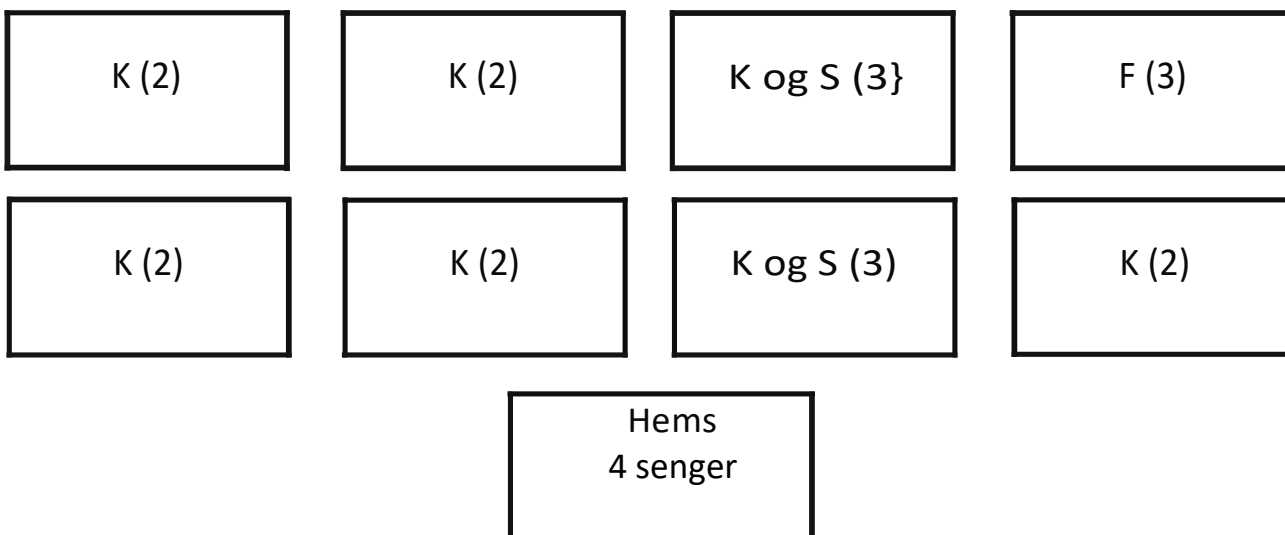 K (2)
K (2)
K og S (3}
F (3)
K (2)
K (2)
K og S (3)
K (2)
Hems
4 senger